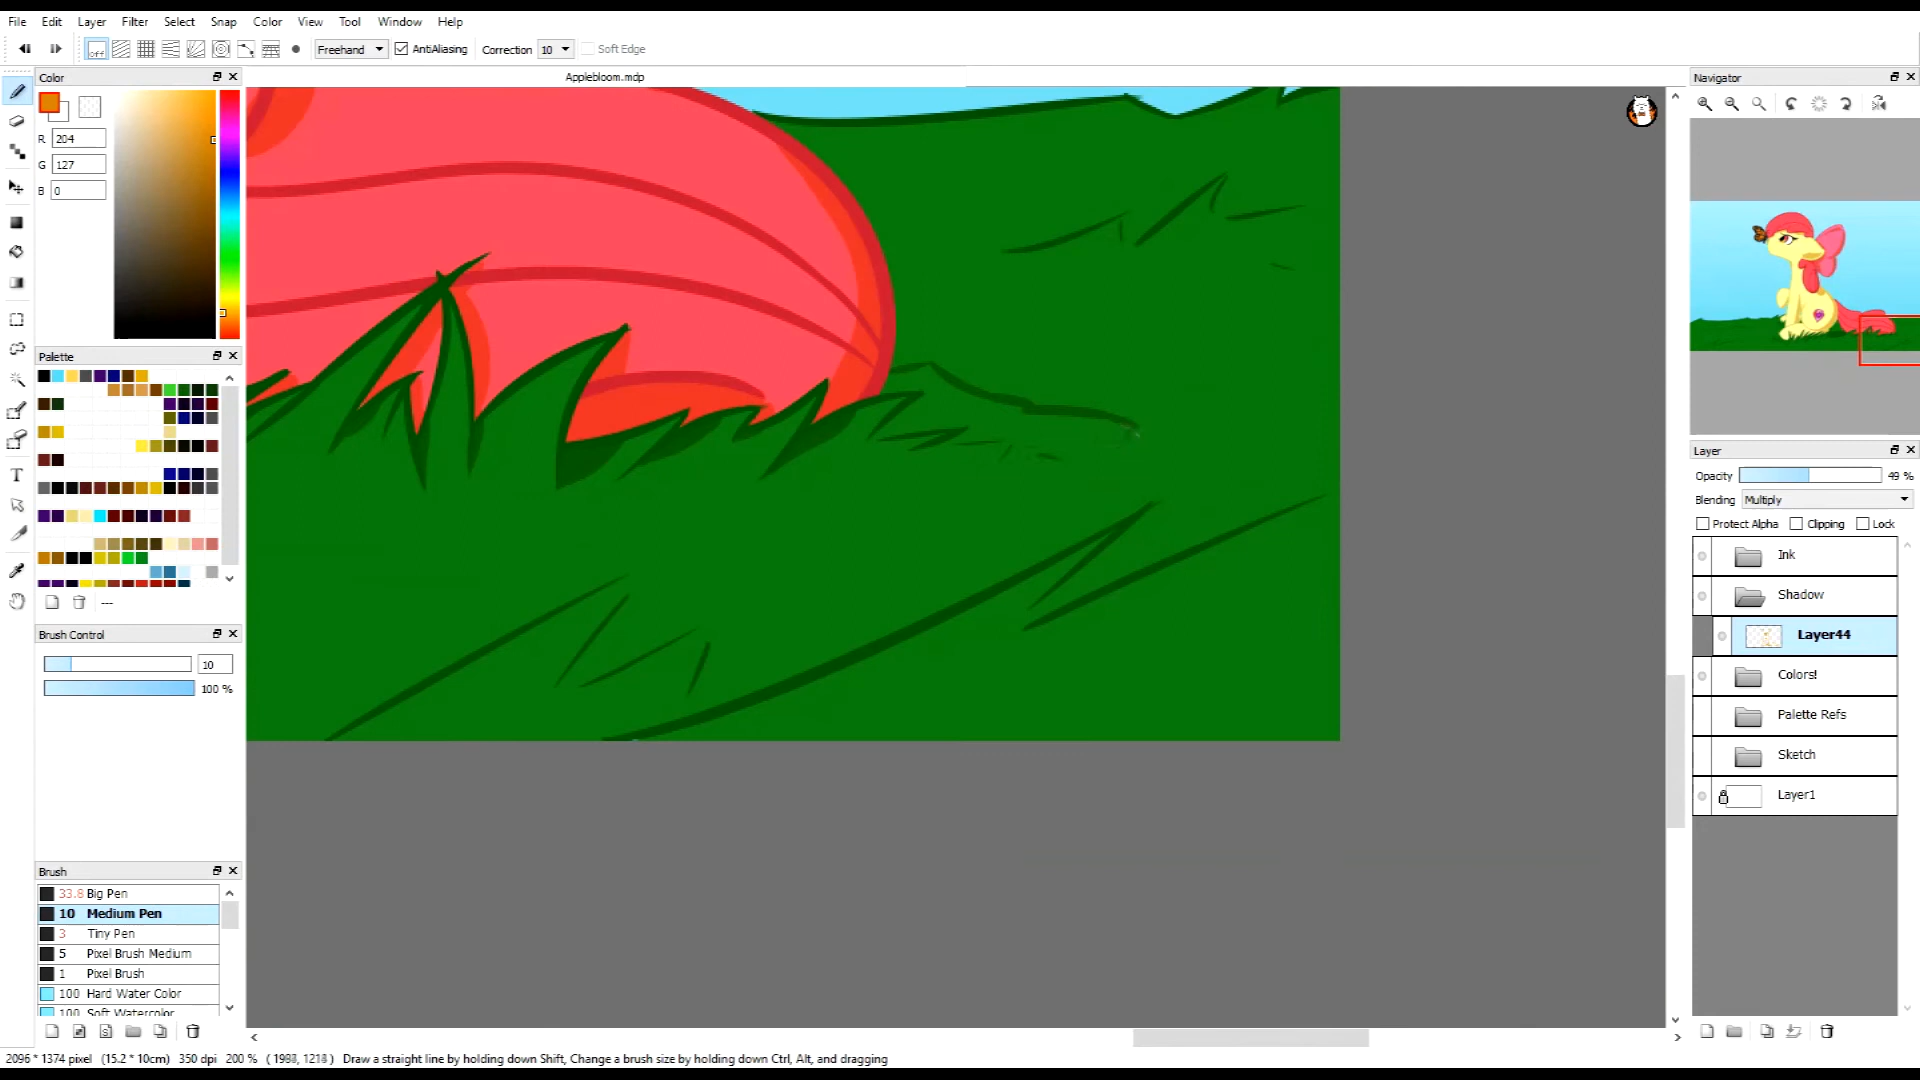 File Edit Layer Filter Select Snap Color View Tool Window Help
off Freehand AntiAliasing Correction 10 Soft Edge
Color
Applebloom.mdp
Navigator
R 204
G 127
B 0
Palette
---
Layer
Opacity 49 %
Blending Multiply
Protect Alpha Clipping Lock
Ink
Shadow
Layer44
Colors!
Palette Refs
Sketch
Layer1
Brush Control
10
100 %
Brush
33.8 Big Pen
10 Medium Pen
3 Tiny Pen
5 Pixel Brush Medium
1 Pixel Brush
100 Hard Water Color
100 Soft Watercolor
2096 * 1374 pixel (15.2 * 10cm) 350 dpi 200 % ( 1988, 1218 ) Draw a straight line by holding down Shift, Change a brush size by holding down Ctrl, Alt, and dragging